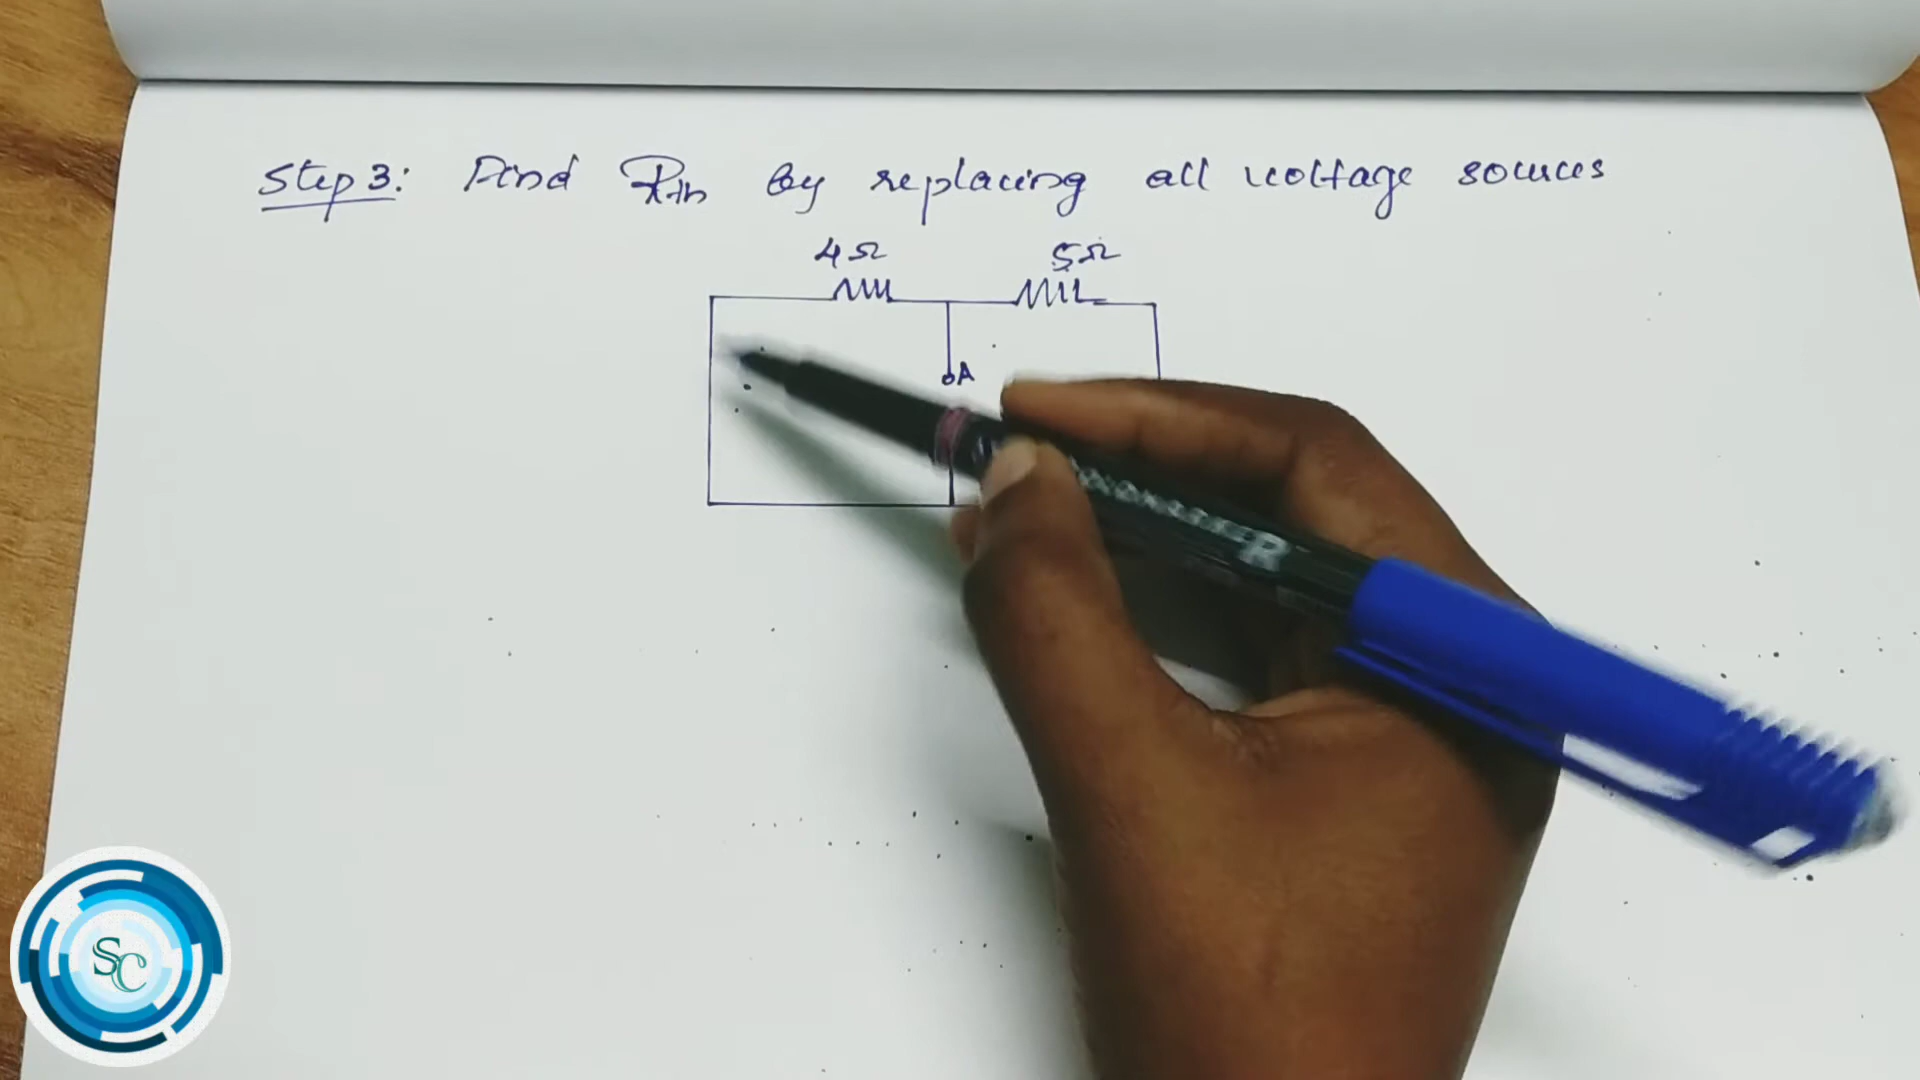 Step 3: Find Rth by replacing all voltage sources
4Ω 5Ω
A
SC